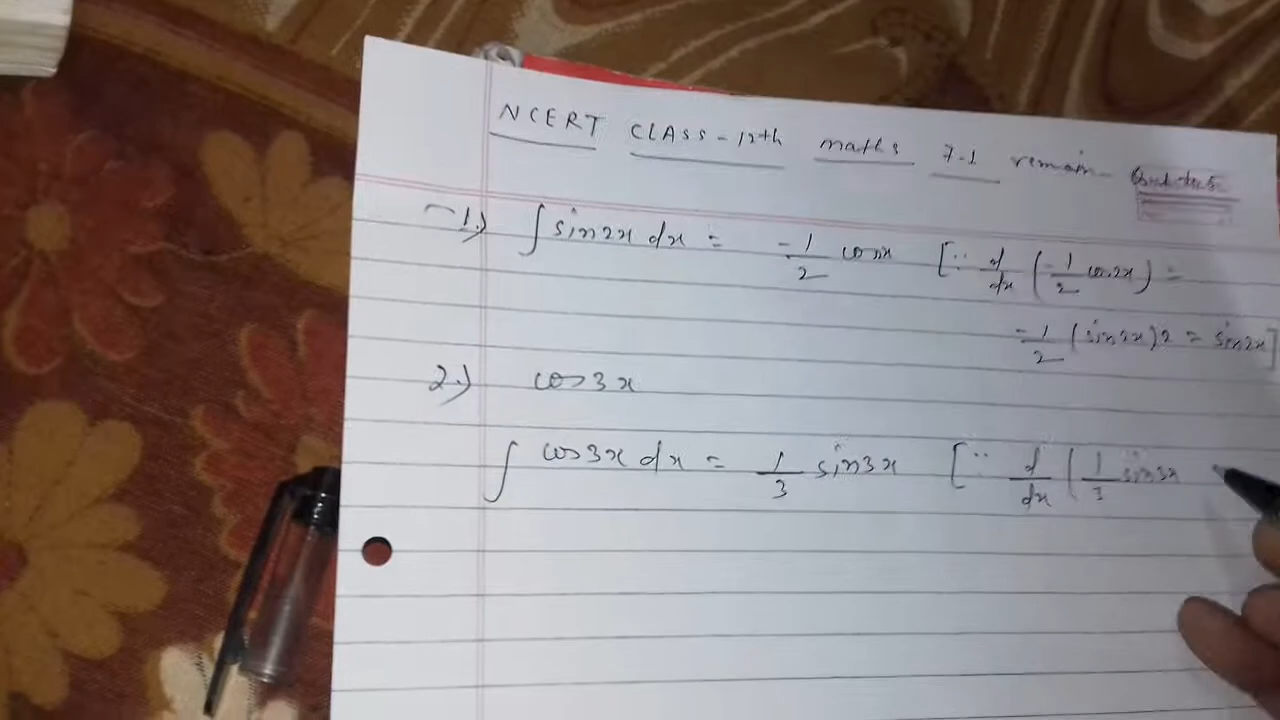 NCERT CLASS-12th maths 7.1 remain
1.) ∫ sin2x dx = -1/2 cos2x [∵ d/dx (-1/2 cos2x) =
-1/2 (sin2x)2 = sin2x]
2.) cos3x
∫ cos3x dx = 1/3 sin3x [∵ d/dx (1/3 sin3x